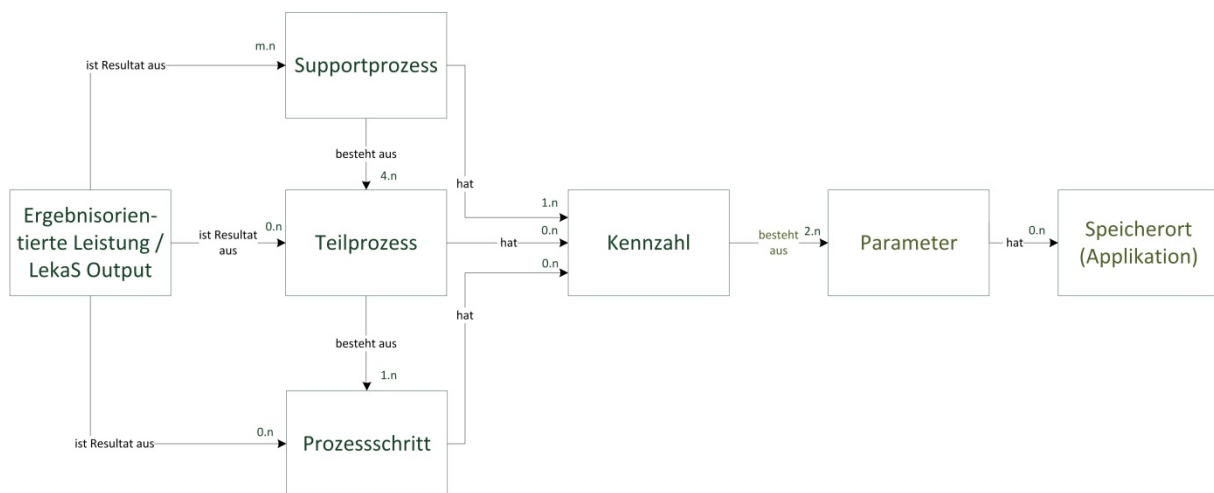 m.n
ist Resultat aus
Supportprozess
besteht aus
4.n
hat
1.n
Ergebnisorien-
tierte Leistung /
LekaS Output
ist Resultat
aus
0.n
Teilprozess
hat
0.n
0.n
Kennzahl
besteht
aus
2.n
Parameter
hat
0.n
Speicherort
(Applikation)
hat
besteht aus
1.n
ist Resultat aus
0.n
Prozessschritt